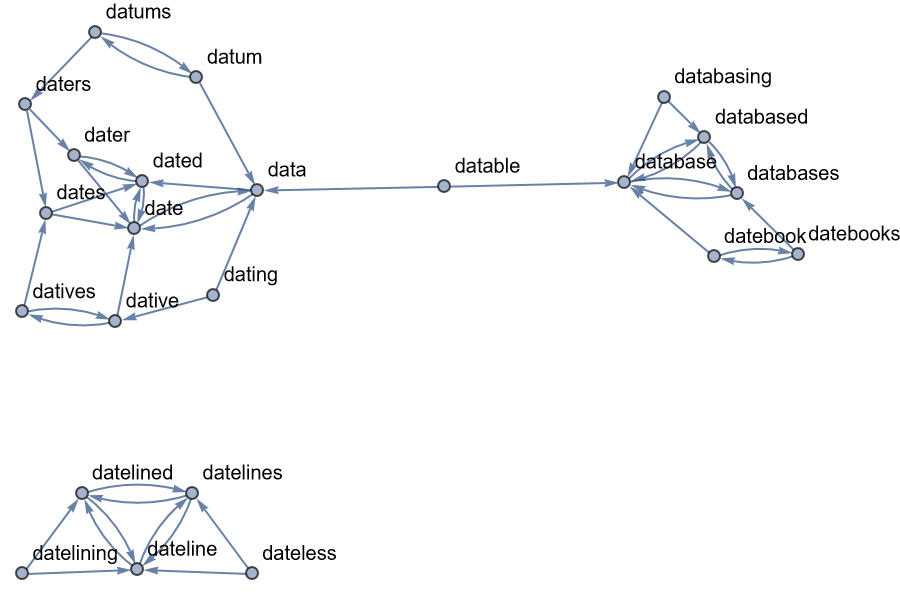 datums
datum
databasing
daters
databased
dater
dated
data
datable
database
databases
dates
date
datebook
datebooks
dating
datives
dative
datelined
datelines
datelining
dateline
dateless